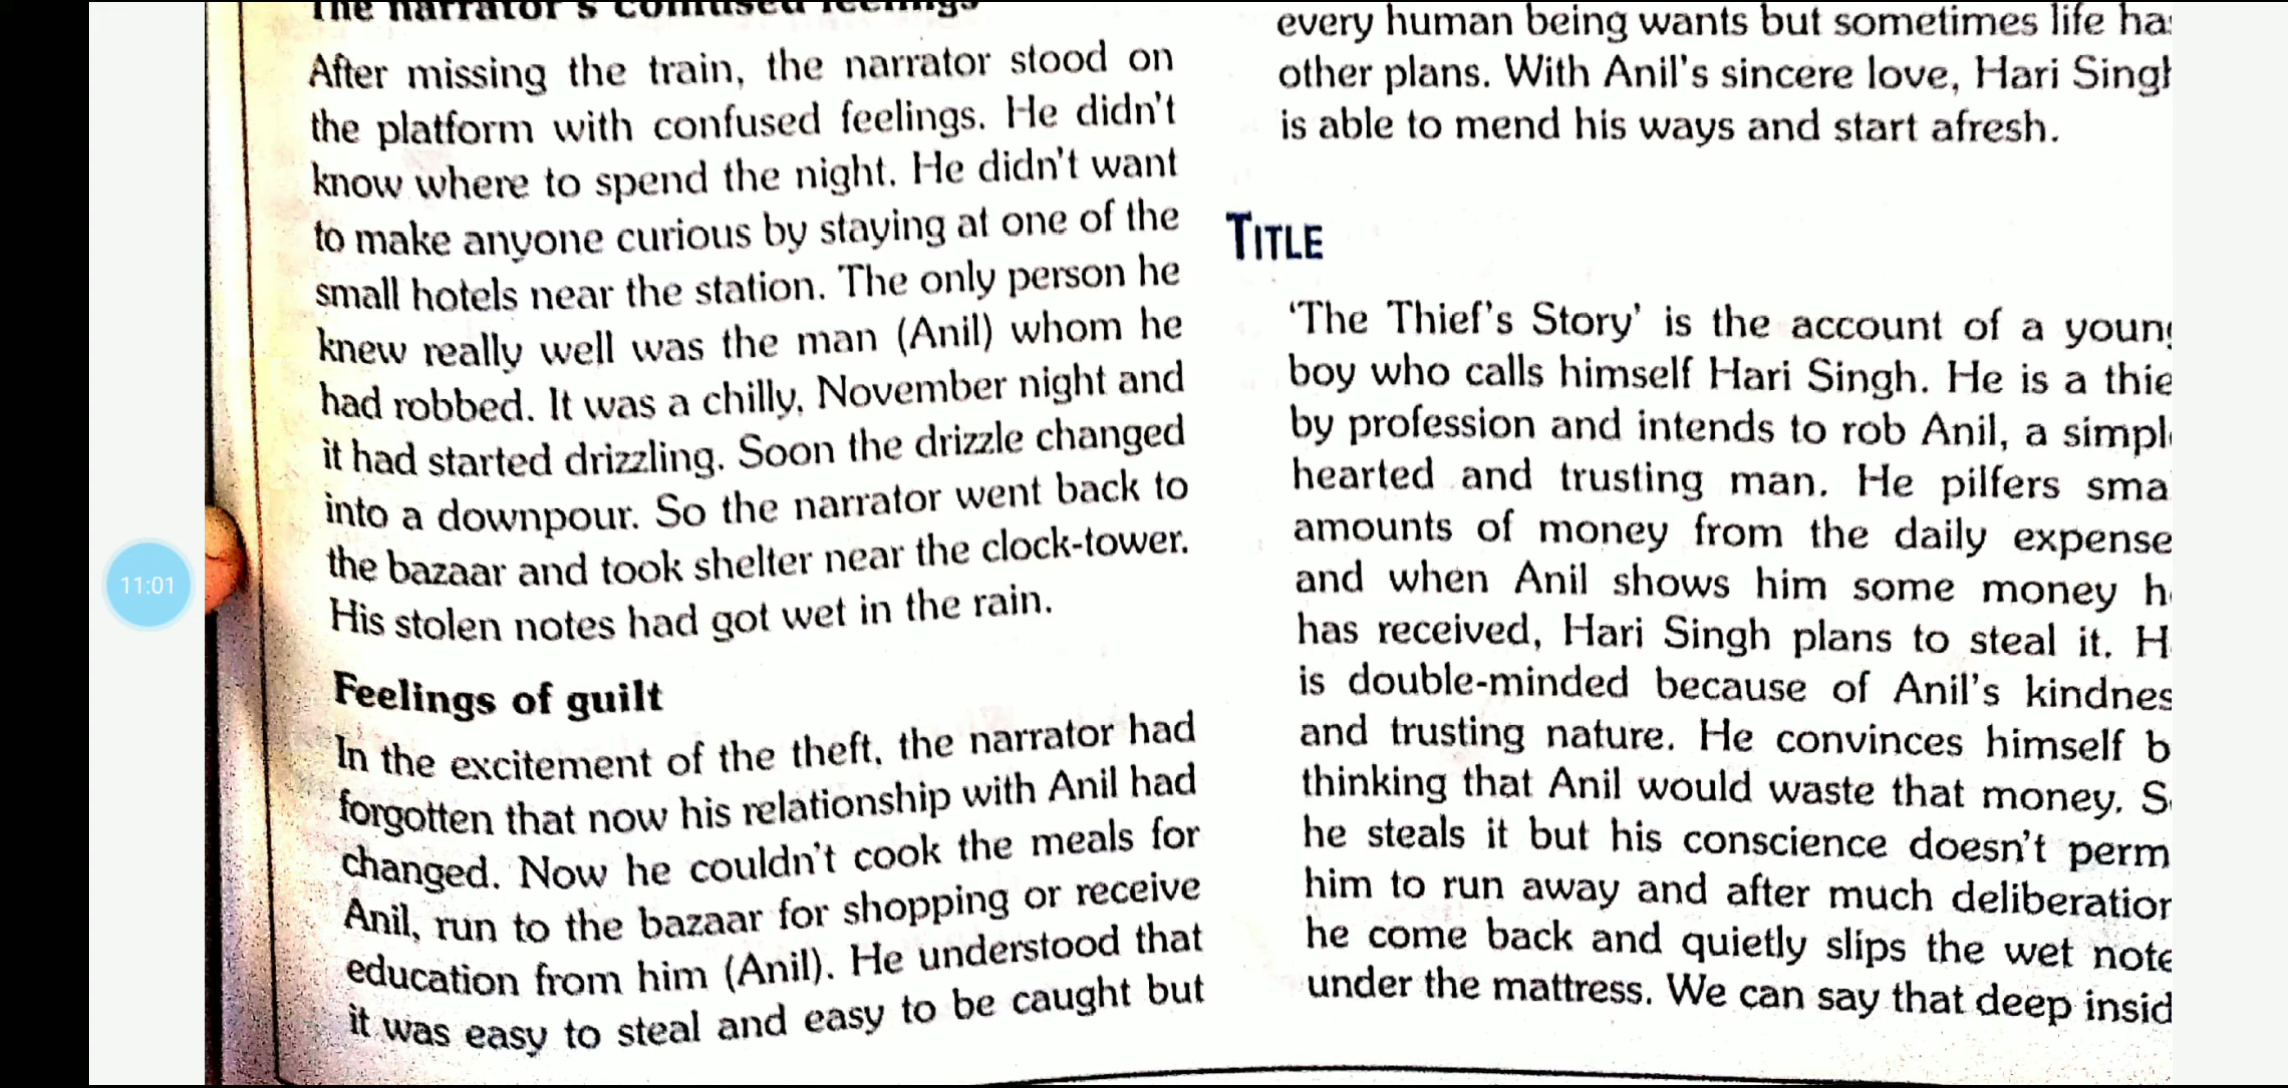 The narrator's confused feelings
After missing the train, the narrator stood on
the platform with confused feelings. He didn't
know where to spend the night. He didn't want
to make anyone curious by staying at one of the
small hotels near the station. The only person he
knew really well was the man (Anil) whom he
had robbed. It was a chilly, November night and
it had started drizzling. Soon the drizzle changed
into a downpour. So the narrator went back to
the bazaar and took shelter near the clock-tower.
His stolen notes had got wet in the rain.
Feelings of guilt
In the excitement of the theft, the narrator had
forgotten that now his relationship with Anil had
changed. Now he couldn't cook the meals for
Anil, run to the bazaar for shopping or receive
education from him (Anil). He understood that
it was easy to steal and easy to be caught but
every human being wants but sometimes life
other plans. With Anil's sincere love, Hari
is able to mend his ways and start afresh.
TITLE
'The Thief's Story' is the account of a
boy who calls himself Hari Singh. He is a
by profession and intends to rob Anil, a
hearted and trusting man. He pilfers
amounts of money from the daily
and when Anil shows him some money
has received, Hari Singh plans to steal it.
is double-minded because of Anil's
and trusting nature. He convinces himself
thinking that Anil would waste that money.
he steals it but his conscience doesn't
him to run away and after much
he come back and quietly slips the wet
under the mattress. We can say that deep
11:01